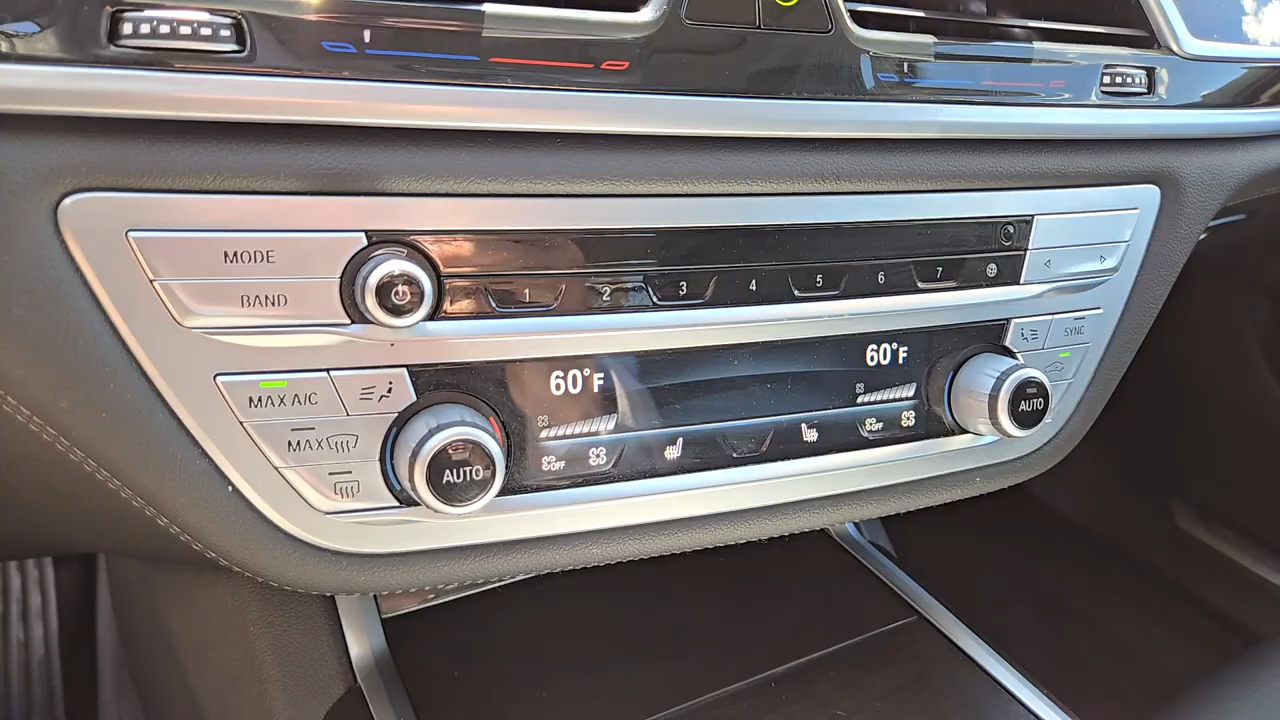 MODE
BAND
1 2 3 4 5 6 7
SYNC
60°F 60°F
MAX A/C
MAX
AUTO
OFF
OFF
AUTO